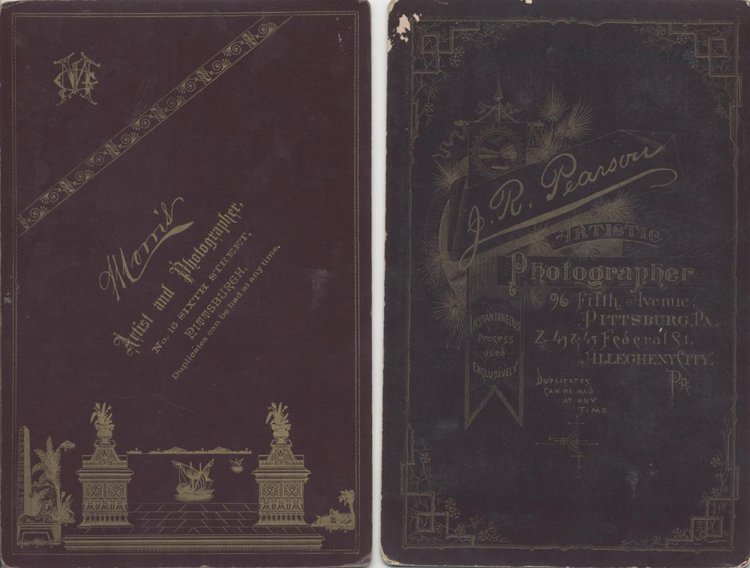 Morris
Artist and Photographer.
No. 16 SIXTH STREET,
PITTSBURGH.
Duplicates can be had at any time.
J. R. Pearson
ARTISTIC
Photographer
96 Fifth Avenue.
PITTSBURG, PA.
& 43 & 45 Federal St.
ALLEGHENY CITY.
PA.
INSTANTANEOUS
PROCESS
USED
EXCLUSIVELY
DUPLICATES
CAN BE HAD
AT ANY
TIME